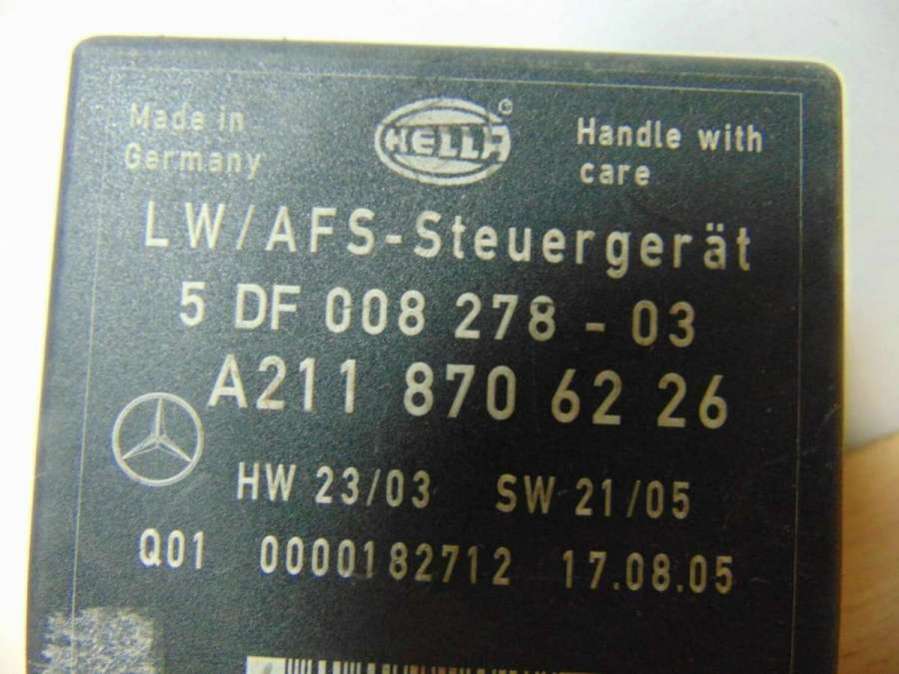 Made in
Germany
HELLA
Handle with
care
LW/AFS-Steuergerät
5 DF 008 278 - 03
A211 870 62 26
HW 23/03 SW 21/05
Q01 0000182712 17.08.05